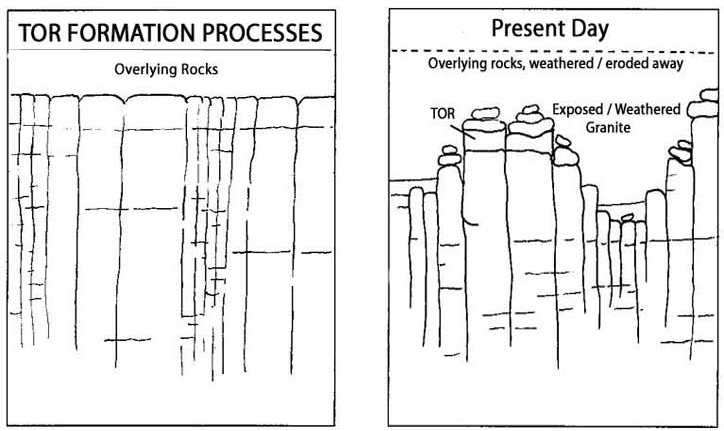 TOR FORMATION PROCESSES
Overlying Rocks
Present Day
Overlying rocks, weathered / eroded away
TOR
Exposed / Weathered
Granite